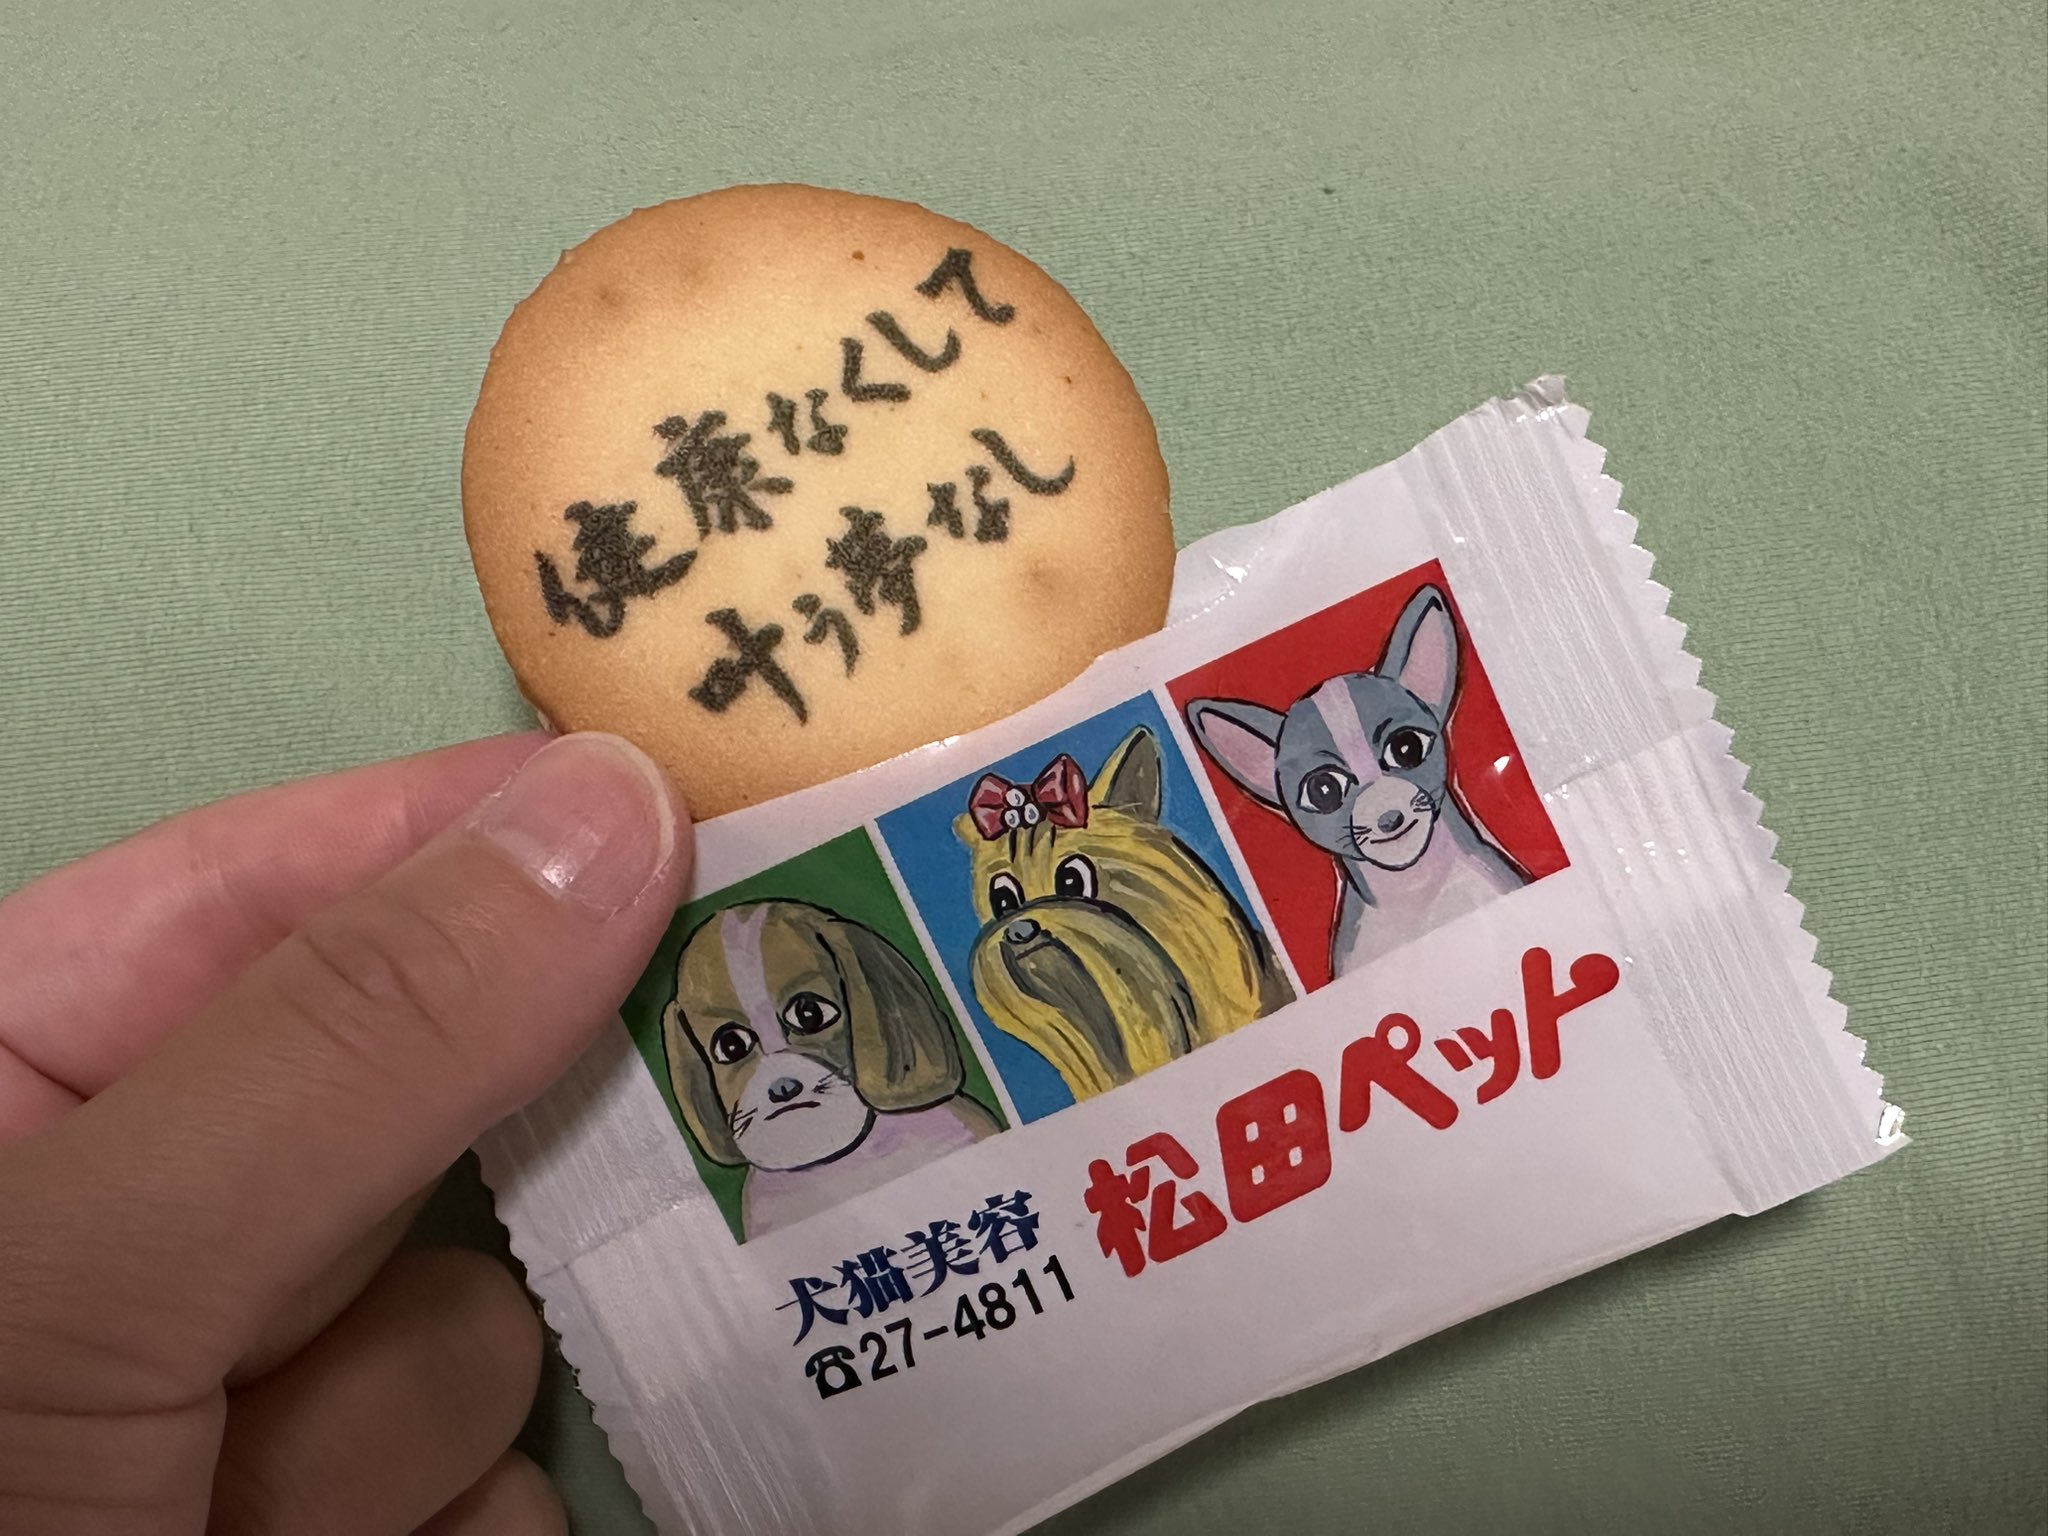 健康なくして
叶う夢なし
松田ペット
犬猫美容
☎27-4811